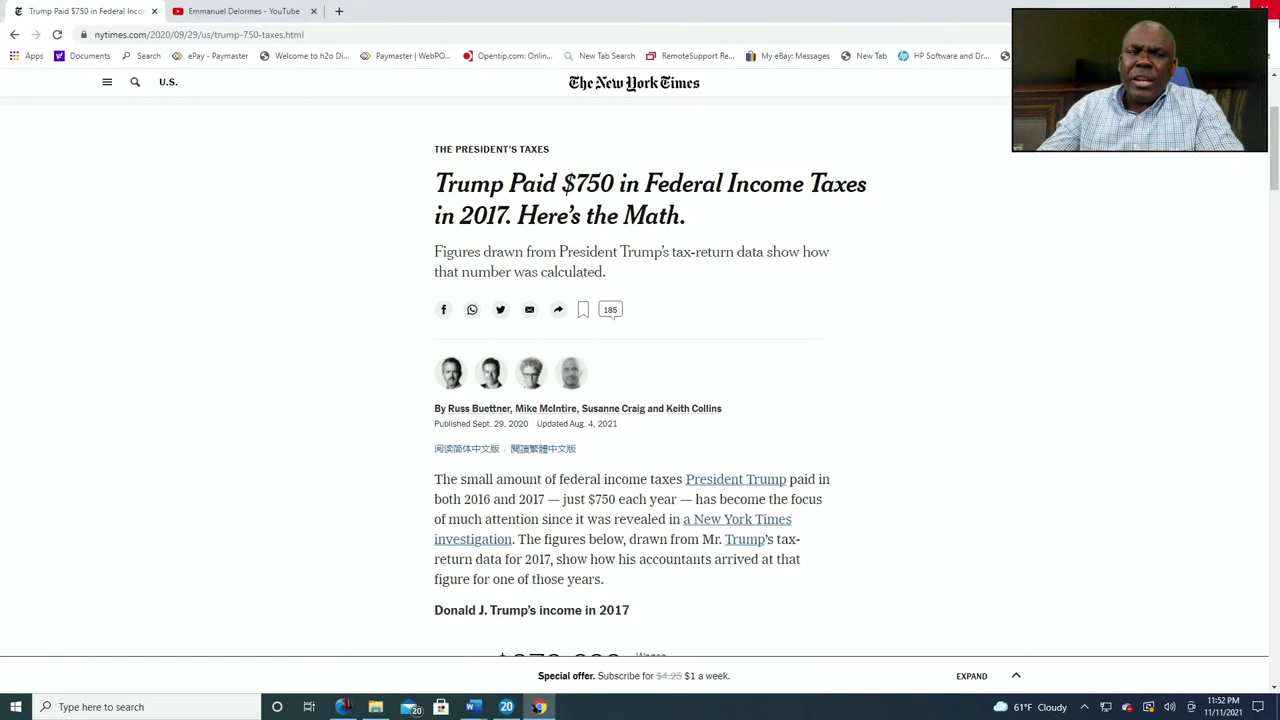 Trump Paid $750 in Federal Inco
Emmanuel Delormes - YouTube
nytimes.com/2020/09/29/us/trump-750-taxes.html
Apps
Documents
Search
ePay - Paymaster
Welcome to h2o Di...
Paymaster | WebPO...
Opentip.com: Onlin...
New Tab Search
RemoteSupport Re...
My eBay: Messages
New Tab
HP Software and Dr...
U.S.
The New York Times
THE PRESIDENT'S TAXES
Trump Paid $750 in Federal Income Taxes
in 2017. Here's the Math.
Figures drawn from President Trump's tax-return data show how
that number was calculated.
185
By Russ Buettner, Mike McIntire, Susanne Craig and Keith Collins
Published Sept. 29, 2020 Updated Aug. 4, 2021
阅读简体中文版 · 閱讀繁體中文版
The small amount of federal income taxes President Trump paid in
both 2016 and 2017 — just $750 each year — has become the focus
of much attention since it was revealed in a New York Times
investigation. The figures below, drawn from Mr. Trump's tax-
return data for 2017, show how his accountants arrived at that
figure for one of those years.
Donald J. Trump's income in 2017
Special offer. Subscribe for $4.25 $1 a week.
EXPAND
Type here to search
20
20
61°F Cloudy
11:52 PM
11/11/2021